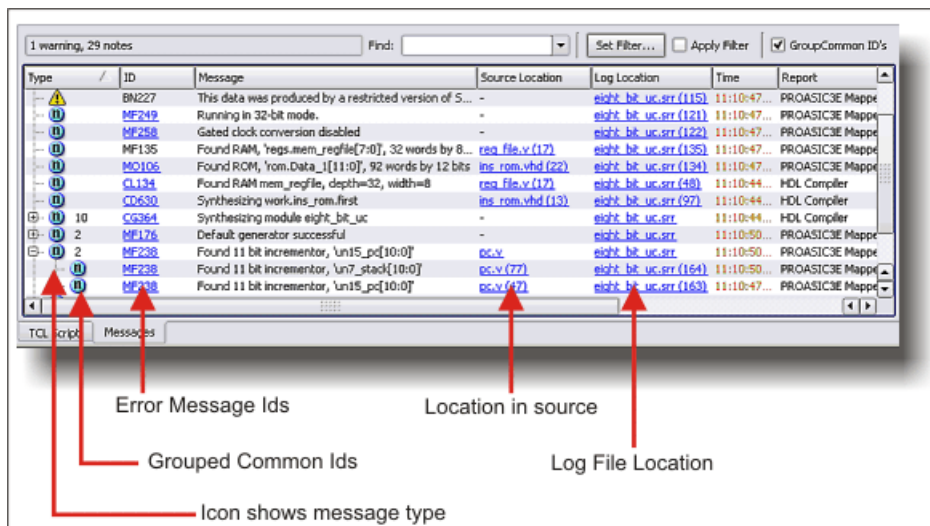 1 warning, 29 notes Find: Set Filter... Apply Filter GroupCommon ID's
Type / ID Message Source Location Log Location Time Report
BN227 This data was produced by a restricted version of S... - eight_bit_uc.srr (115) 11:10:47... PROASIC3E Mappe
n MF249 Running in 32-bit mode. - eight_bit_uc.srr (121) 11:10:47... PROASIC3E Mappe
n MF258 Gated clock conversion disabled - eight_bit_uc.srr (122) 11:10:47... PROASIC3E Mappe
n MF135 Found RAM, 'regs.mem_regfile[7:0]', 32 words by 8... reg_file.v (17) eight_bit_uc.srr (135) 11:10:47... PROASIC3E Mappe
n MO106 Found ROM, 'rom.Data_1[11:0]', 92 words by 12 bits ins_rom.vhd (22) eight_bit_uc.srr (134) 11:10:47... PROASIC3E Mappe
n CL134 Found RAM mem_regfile, depth=32, width=8 reg_file.v (17) eight_bit_uc.srr (48) 11:10:44... HDL Compiler
n CD630 Synthesizing work.ins_rom.first ins_rom.vhd (13) eight_bit_uc.srr (97) 11:10:44... HDL Compiler
n 10 CG364 Synthesizing module eight_bit_uc - eight_bit_uc.srr 11:10:44... HDL Compiler
n 2 MF176 Default generator successful - eight_bit_uc.srr 11:10:50... PROASIC3E Mappe
n 2 MF238 Found 11 bit incrementor, 'un15_pc[10:0]' pc.v eight_bit_uc.srr 11:10:50... PROASIC3E Mappe
n MF238 Found 11 bit incrementor, 'un7_stack[10:0]' pc.v (77) eight_bit_uc.srr (164) 11:10:50... PROASIC3E Mappe
n MF238 Found 11 bit incrementor, 'un15_pc[10:0]' pc.v (47) eight_bit_uc.srr (163) 11:10:47... PROASIC3E Mappe
TCL Script Messages
Error Message Ids Location in source
Grouped Common Ids Log File Location
Icon shows message type